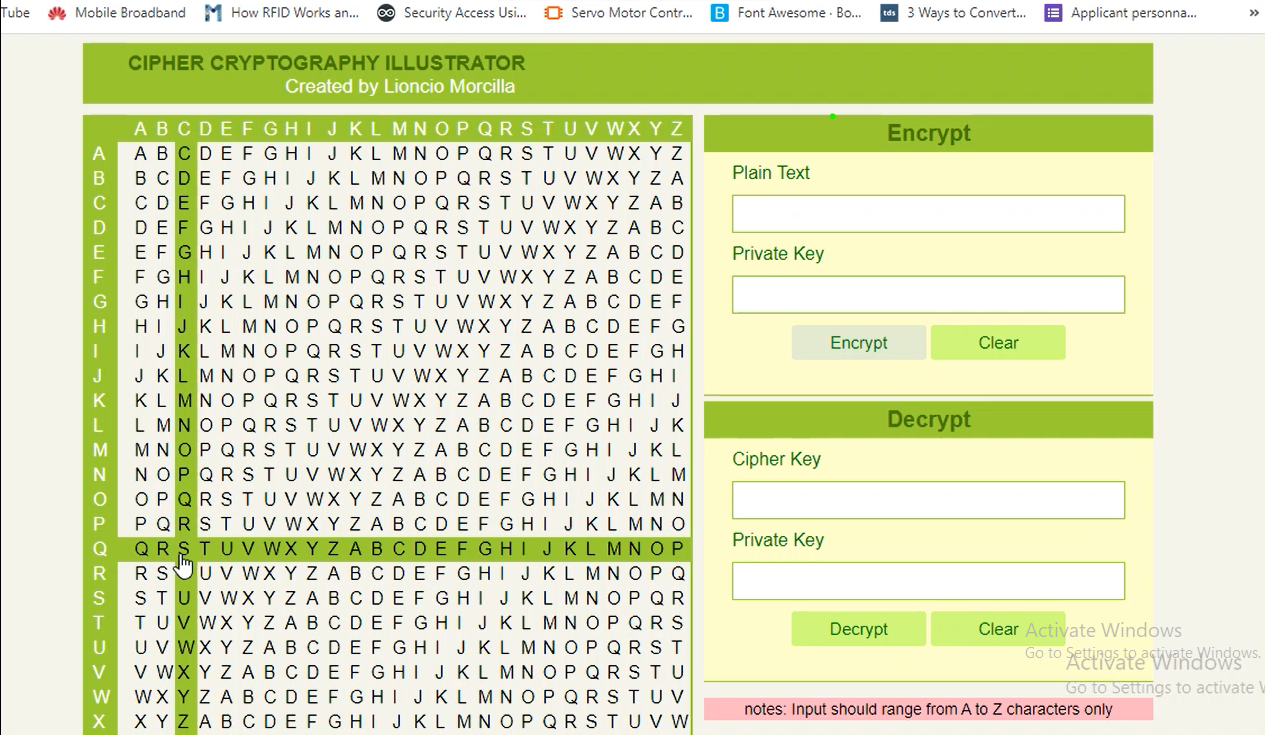 Tube Mobile Broadband How RFID Works an... Security Access Usi... Servo Motor Contr... B Font Awesome · Bo... tds 3 Ways to Convert... Applicant personna... »
CIPHER CRYPTOGRAPHY ILLUSTRATOR
Created by Lioncio Morcilla
A B C D E F G H I J K L M N O P Q R S T U V W X Y Z
A A B C D E F G H I J K L M N O P Q R S T U V W X Y Z
B B C D E F G H I J K L M N O P Q R S T U V W X Y Z A
C C D E F G H I J K L M N O P Q R S T U V W X Y Z A B
D D E F G H I J K L M N O P Q R S T U V W X Y Z A B C
E E F G H I J K L M N O P Q R S T U V W X Y Z A B C D
F F G H I J K L M N O P Q R S T U V W X Y Z A B C D E
G G H I J K L M N O P Q R S T U V W X Y Z A B C D E F
H H I J K L M N O P Q R S T U V W X Y Z A B C D E F G
I I J K L M N O P Q R S T U V W X Y Z A B C D E F G H
J J K L M N O P Q R S T U V W X Y Z A B C D E F G H I
K K L M N O P Q R S T U V W X Y Z A B C D E F G H I J
L L M N O P Q R S T U V W X Y Z A B C D E F G H I J K
M M N O P Q R S T U V W X Y Z A B C D E F G H I J K L
N N O P Q R S T U V W X Y Z A B C D E F G H I J K L M
O O P Q R S T U V W X Y Z A B C D E F G H I J K L M N
P P Q R S T U V W X Y Z A B C D E F G H I J K L M N O
Q Q R S T U V W X Y Z A B C D E F G H I J K L M N O P
R R S U V W X Y Z A B C D E F G H I J K L M N O P Q
S S T U V W X Y Z A B C D E F G H I J K L M N O P Q R
T T U V W X Y Z A B C D E F G H I J K L M N O P Q R S
U U V W X Y Z A B C D E F G H I J K L M N O P Q R S T
V V W X Y Z A B C D E F G H I J K L M N O P Q R S T U
W W X Y Z A B C D E F G H I J K L M N O P Q R S T U V
X X Y Z A B C D E F G H I J K L M N O P Q R S T U V W
Encrypt
Plain Text
Private Key
Encrypt Clear
Decrypt
Cipher Key
Private Key
Decrypt Clear
Activate Windows
Go to Settings to activate Windows.
Activate Windows
Go to Settings to activate W
notes: Input should range from A to Z characters only